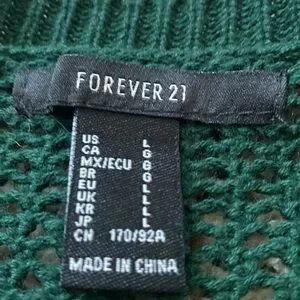 FOREVER 21
US L
CA G
MX/ECU G
BR G
EU L
UK L
KR L
JP L
CN 170/92A
MADE IN CHINA